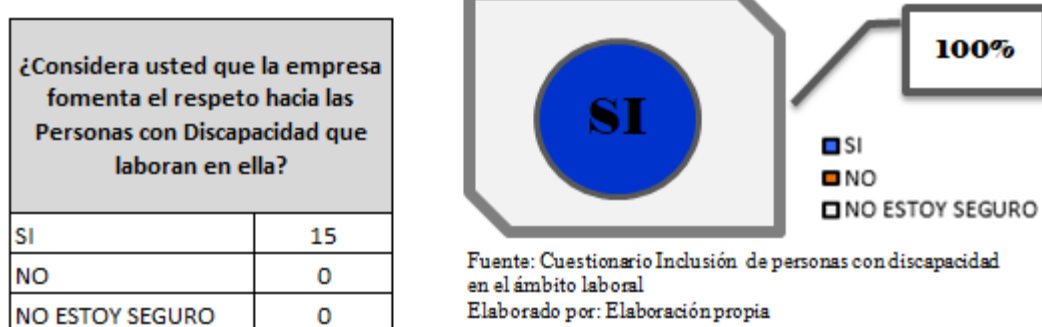 ¿Considera usted que la empresa
fomenta el respeto hacia las
Personas con Discapacidad que
laboran en ella?
SI 15
NO 0
NO ESTOY SEGURO 0
SI
100%
SI
NO
NO ESTOY SEGURO
Fuente: Cuestionario Inclusión de personas con discapacidad
en el ámbito laboral
Elaborado por: Elaboración propia